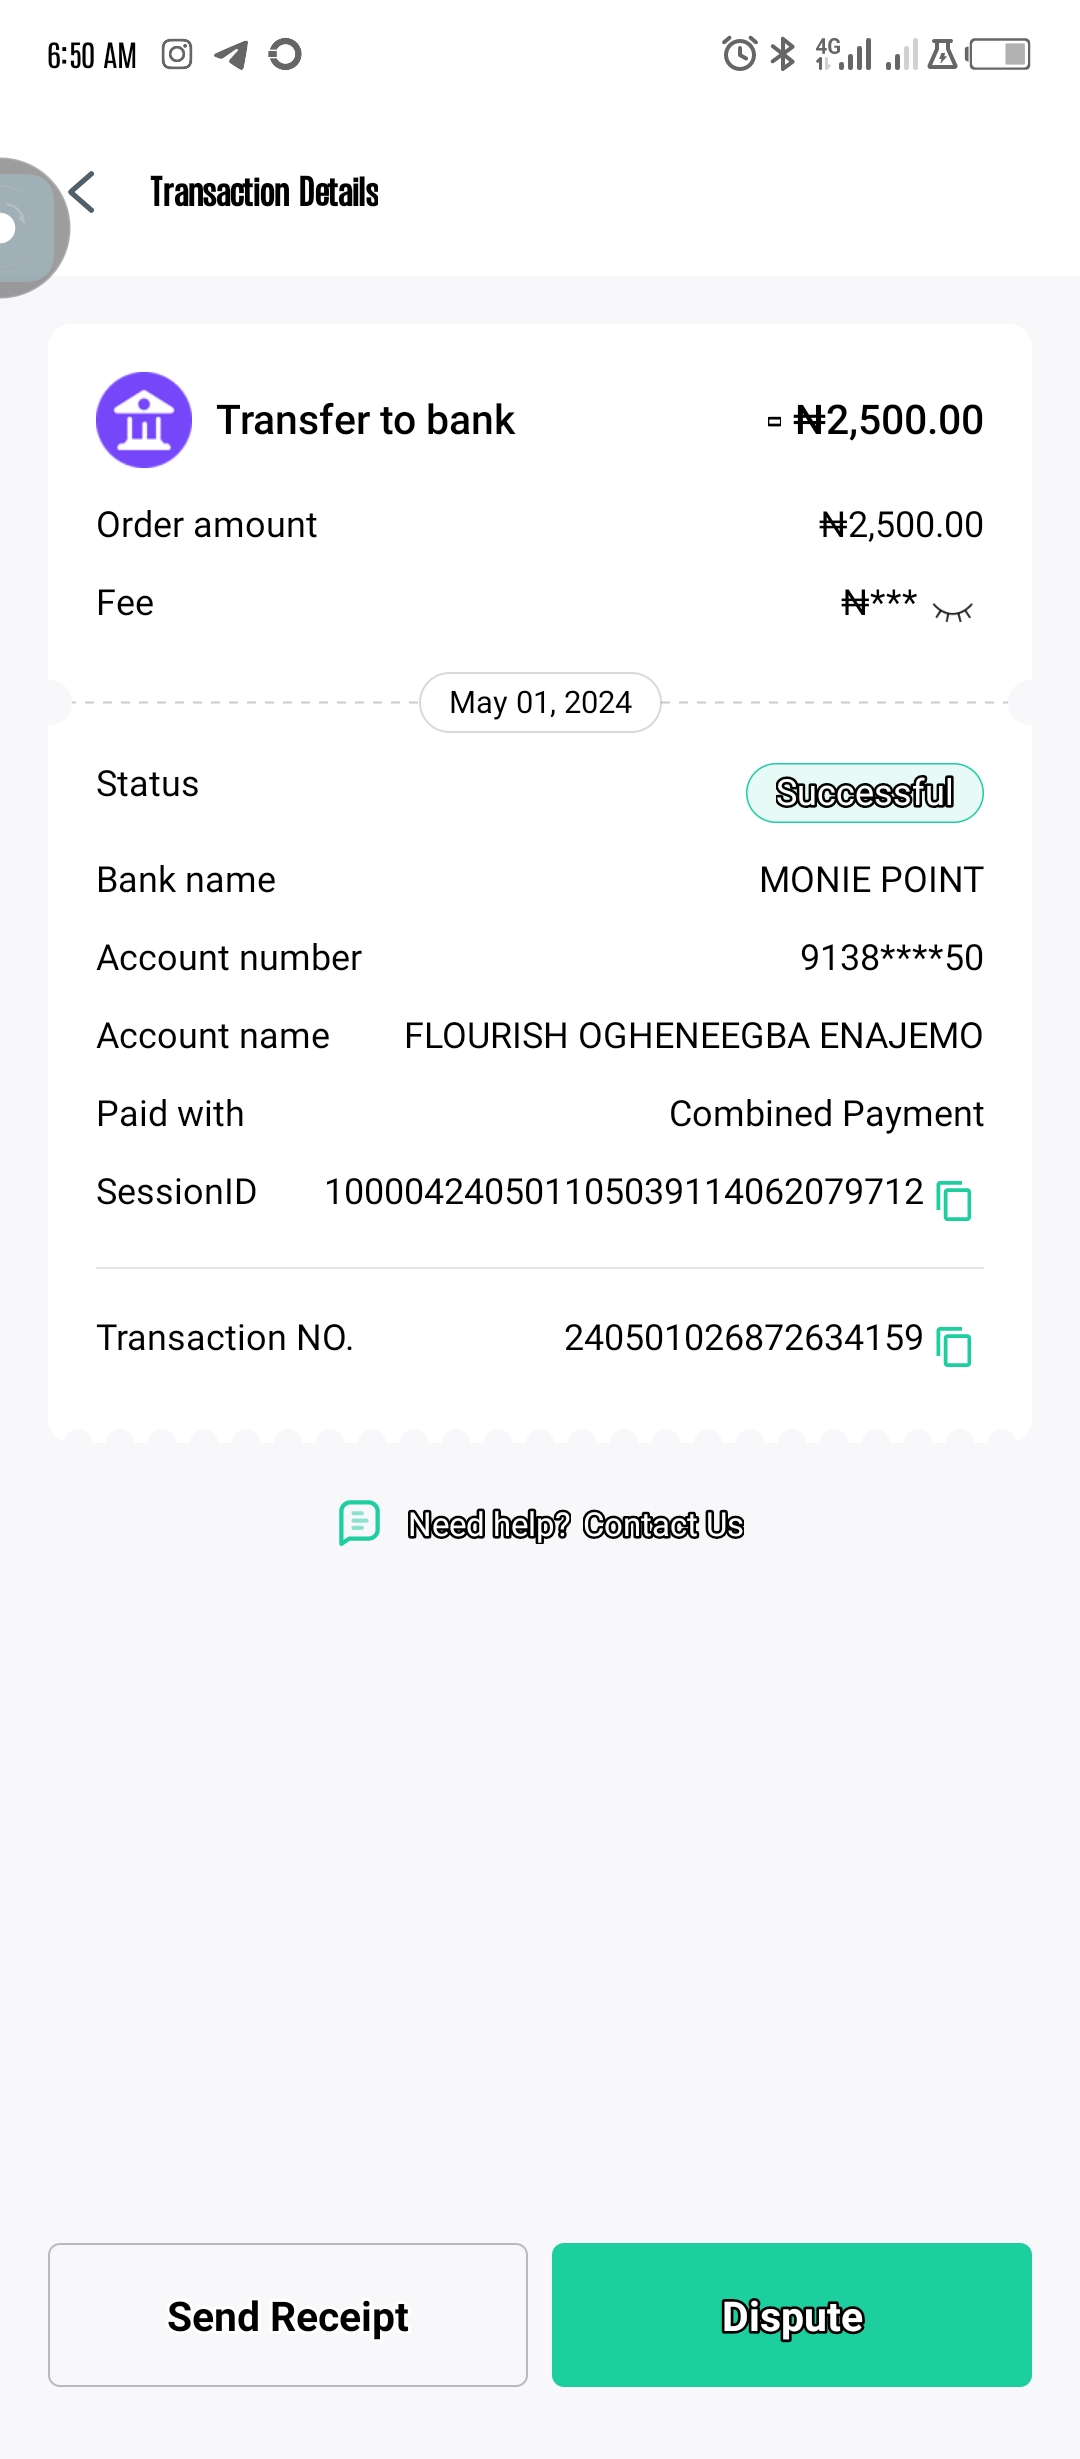 6:50 AM 4G
Transaction Details
Transfer to bank - ₦2,500.00
Order amount ₦2,500.00
Fee ₦***
May 01, 2024
Status Successful
Bank name MONIE POINT
Account number 9138****50
Account name FLOURISH OGHENEEGBA ENAJEMO
Paid with Combined Payment
SessionID 100004240501105039114062079712
Transaction NO. 240501026872634159
Need help? Contact Us
Send Receipt Dispute